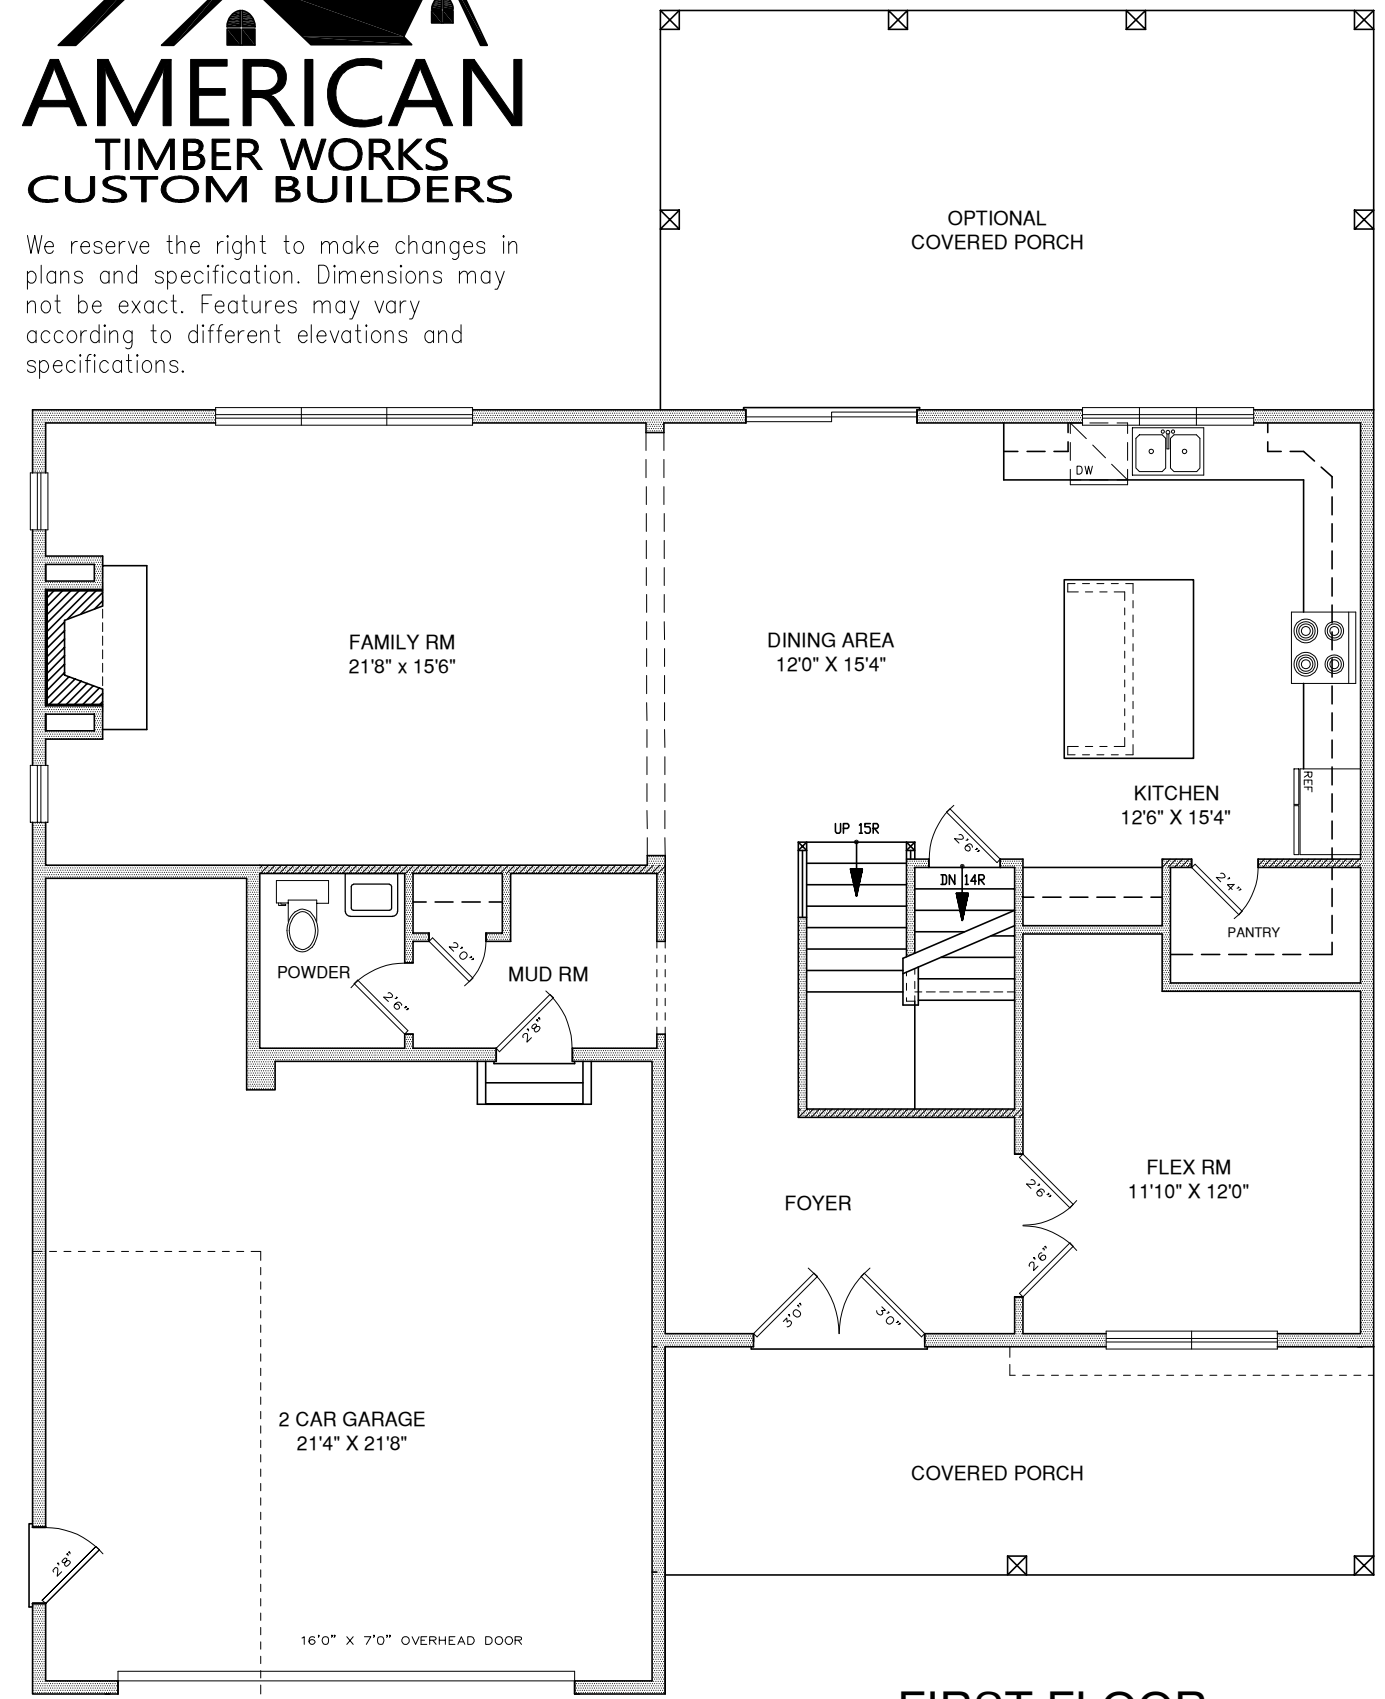 AMERICAN
TIMBER WORKS
CUSTOM BUILDERS
We reserve the right to make changes in
plans and specification. Dimensions may
not be exact. Features may vary
according to different elevations and
specifications.
OPTIONAL
COVERED PORCH
DW
FAMILY RM
21'8" x 15'6"
DINING AREA
12'0" X 15'4"
REF
KITCHEN
12'6" X 15'4"
UP 15R
2'6"
DN 14R
2'4"
PANTRY
POWDER
2'0"
MUD RM
2'6"
2'8"
FLEX RM
11'10" X 12'0"
2'6"
FOYER
2'6"
3'0"
3'0"
2 CAR GARAGE
21'4" X 21'8"
COVERED PORCH
2'8"
16'0" X 7'0" OVERHEAD DOOR
FIRST FLOOR